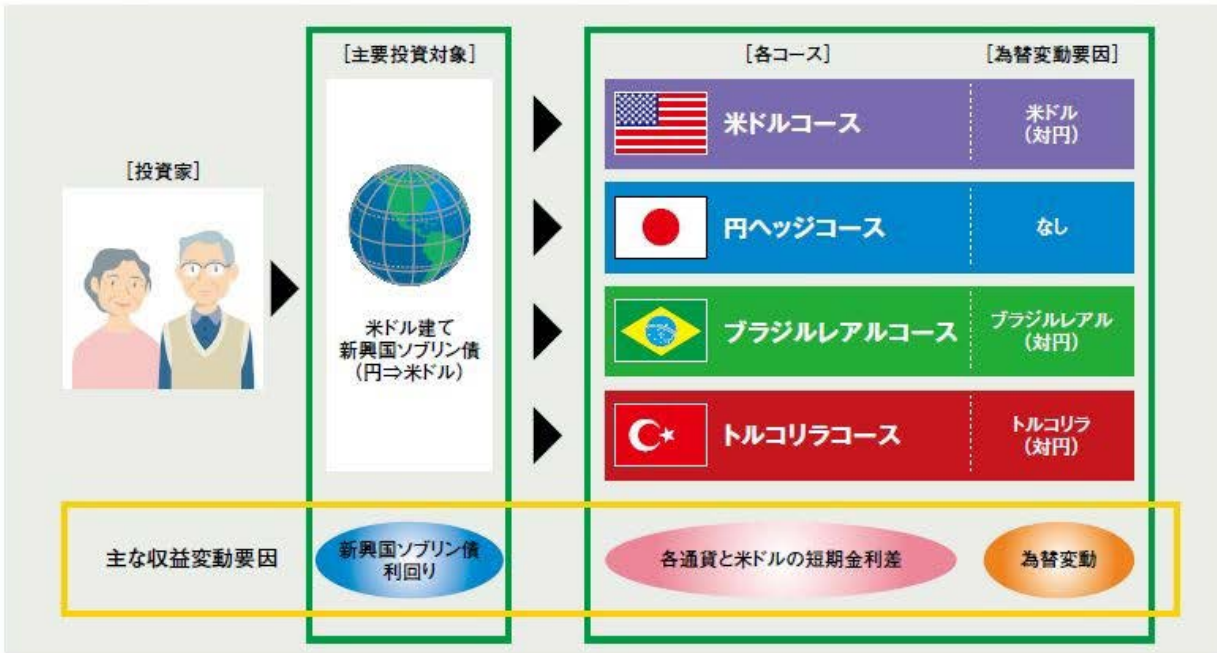 [主要投資対象]
[各コース]
[為替変動要因]
米ドルコース
米ドル
(対円)
[投資家]
円ヘッジコース
なし
米ドル建て
新興国ソブリン債
(円⇒米ドル)
ブラジルレアルコース
ブラジルレアル
(対円)
トルコリラコース
トルコリラ
(対円)
主な収益変動要因
新興国ソブリン債
利回り
各通貨と米ドルの短期金利差
為替変動